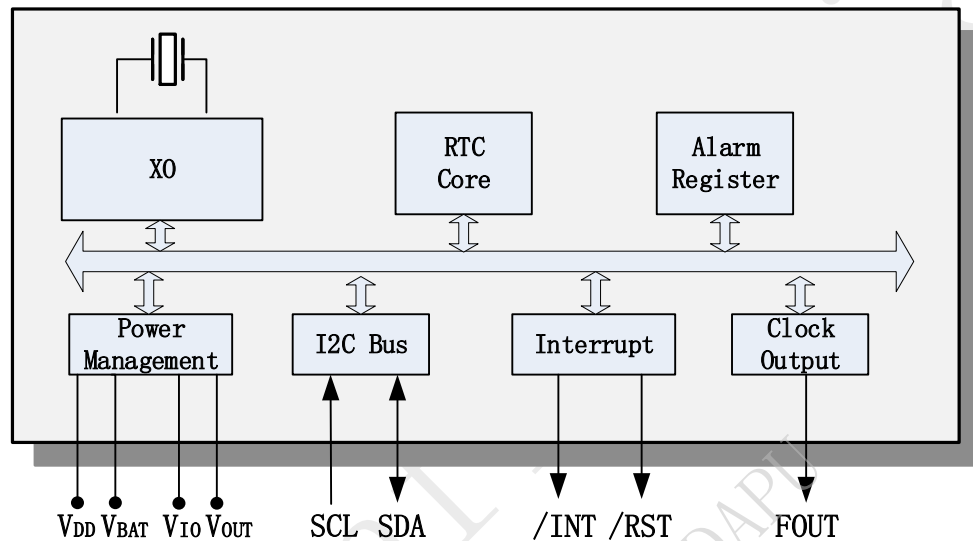 XO
RTC
Core
Alarm
Register
Power
Management
I2C Bus
Interrupt
Clock
Output
VDD VBAT VIO VOUT SCL SDA /INT /RST FOUT
DAPU